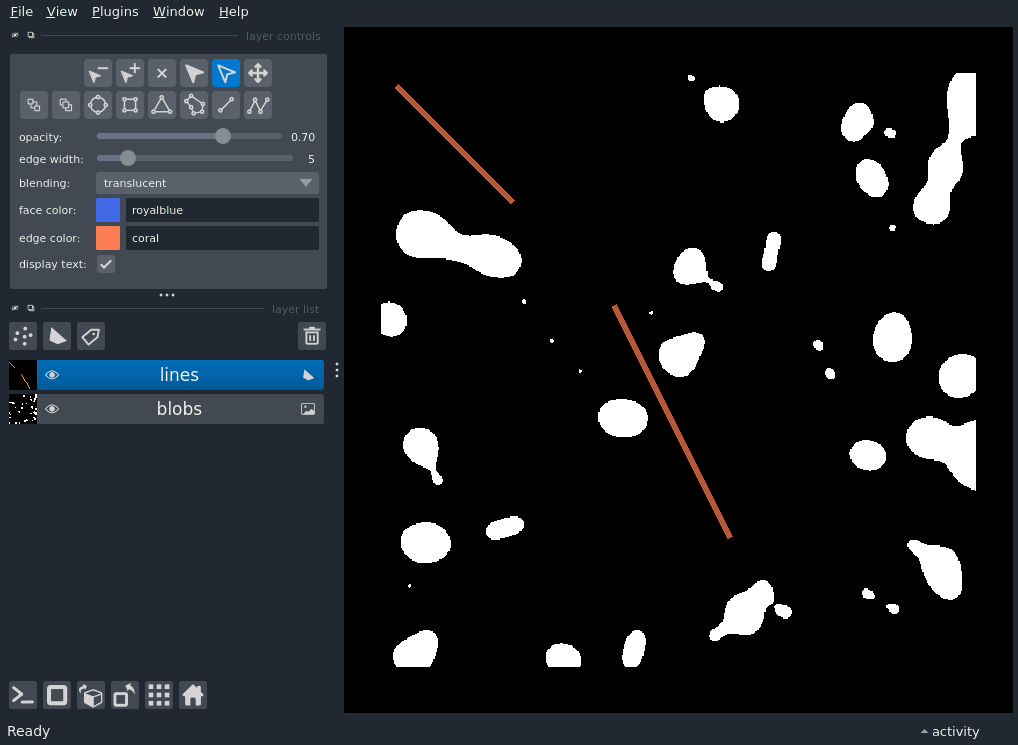 File View Plugins Window Help
layer controls
opacity: 0.70
edge width: 5
blending: translucent
face color: royalblue
edge color: coral
display text:
layer list
lines
blobs
Ready
activity